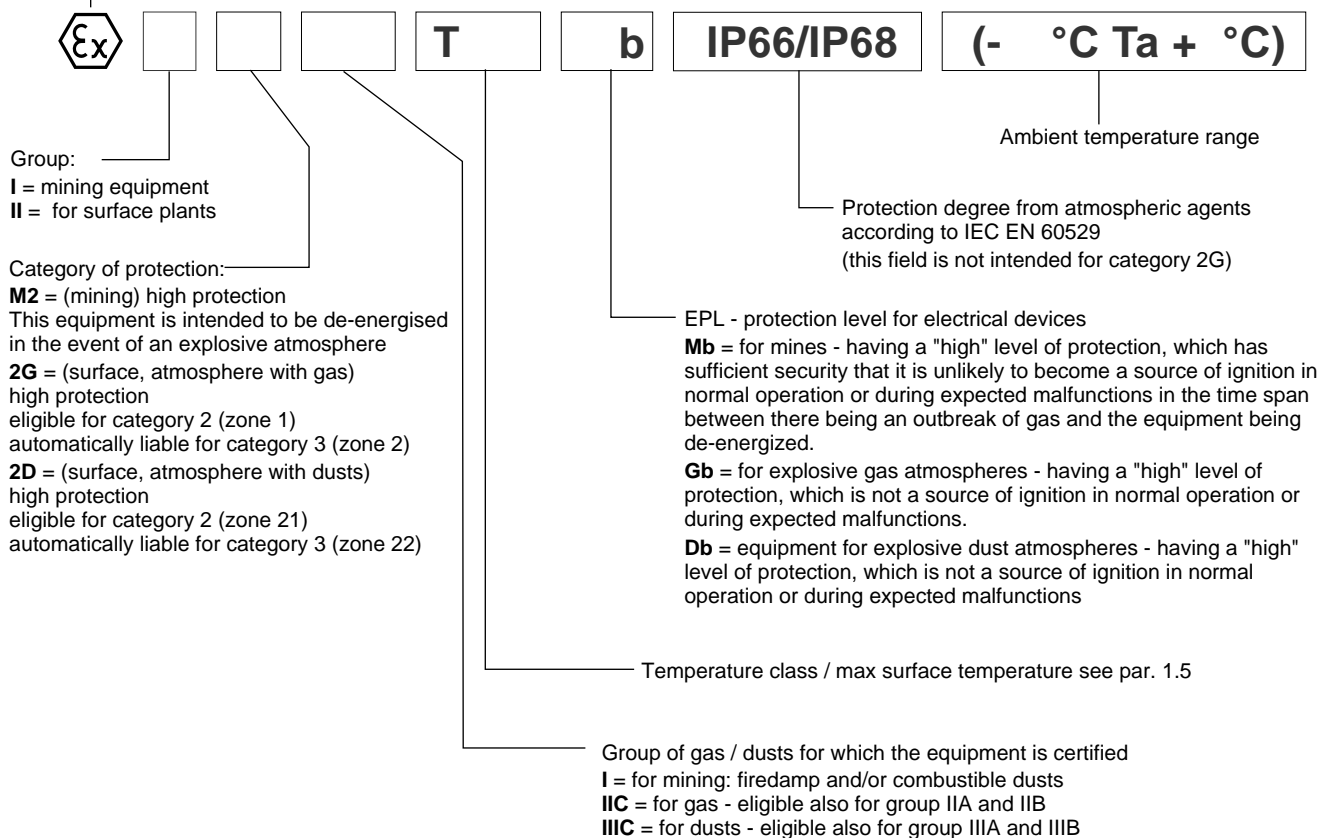 Ex T b IP66/IP68 (- °C Ta + °C)
Ambient temperature range
Group:
I = mining equipment
II = for surface plants
Protection degree from atmospheric agents
according to IEC EN 60529
(this field is not intended for category 2G)
Category of protection:
M2 = (mining) high protection
This equipment is intended to be de-energised
in the event of an explosive atmosphere
2G = (surface, atmosphere with gas)
high protection
eligible for category 2 (zone 1)
automatically liable for category 3 (zone 2)
2D = (surface, atmosphere with dusts)
high protection
eligible for category 2 (zone 21)
automatically liable for category 3 (zone 22)
EPL - protection level for electrical devices
Mb = for mines - having a "high" level of protection, which has
sufficient security that it is unlikely to become a source of ignition in
normal operation or during expected malfunctions in the time span
between there being an outbreak of gas and the equipment being
de-energized.
Gb = for explosive gas atmospheres - having a "high" level of
protection, which is not a source of ignition in normal operation or
during expected malfunctions.
Db = equipment for explosive dust atmospheres - having a "high"
level of protection, which is not a source of ignition in normal
operation or during expected malfunctions
Temperature class / max surface temperature see par. 1.5
Group of gas / dusts for which the equipment is certified
I = for mining: firedamp and/or combustible dusts
IIC = for gas - eligible also for group IIA and IIB
IIIC = for dusts - eligible also for group IIIA and IIIB